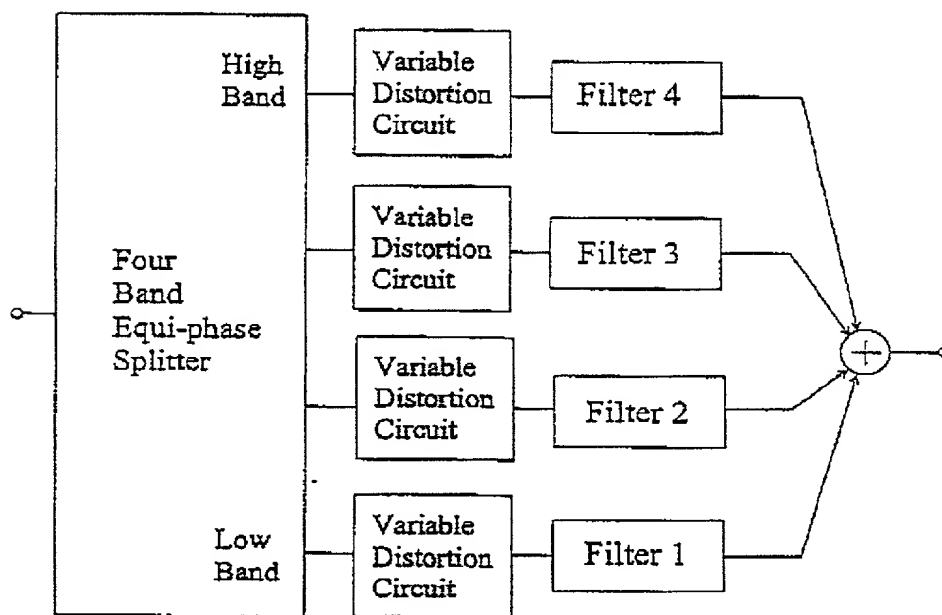 High
Band
Variable
Distortion
Circuit
Filter 4
Variable
Distortion
Circuit
Filter 3
Four
Band
Equi-phase
Splitter
Variable
Distortion
Circuit
Filter 2
Low
Band
Variable
Distortion
Circuit
Filter 1